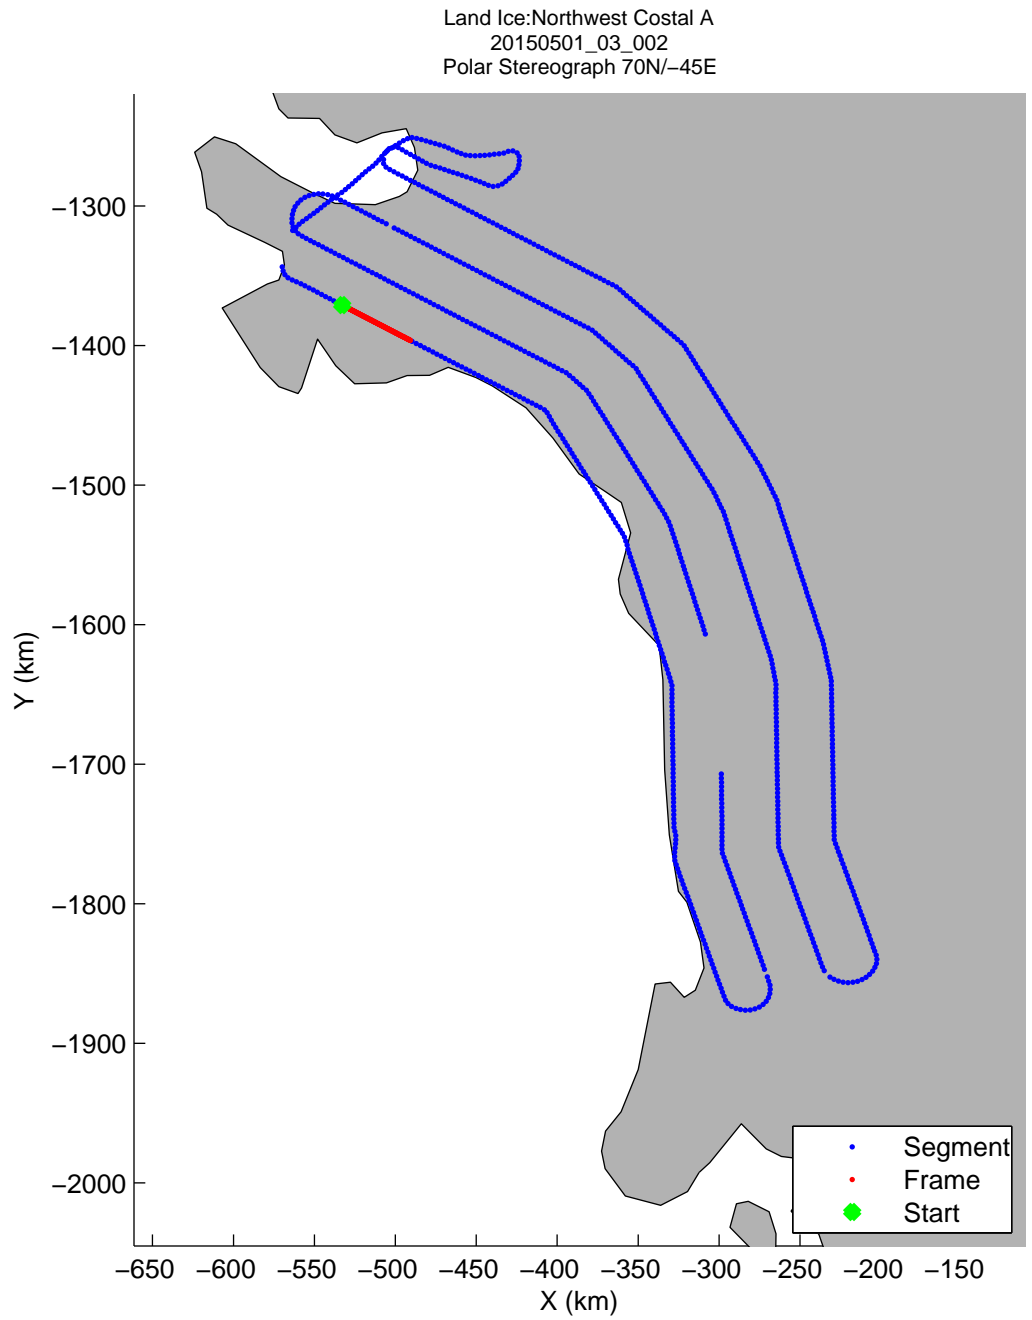 Land Ice:Northwest Costal A
20150501_03_002
Polar Stereograph 70N/−45E
−1300
−1400
−1500
−1600
−1700
−1800
−1900
−2000
Y (km)
Segment
Frame
Start
−650 −600 −550 −500 −450 −400 −350 −300 −250 −200 −150
X (km)